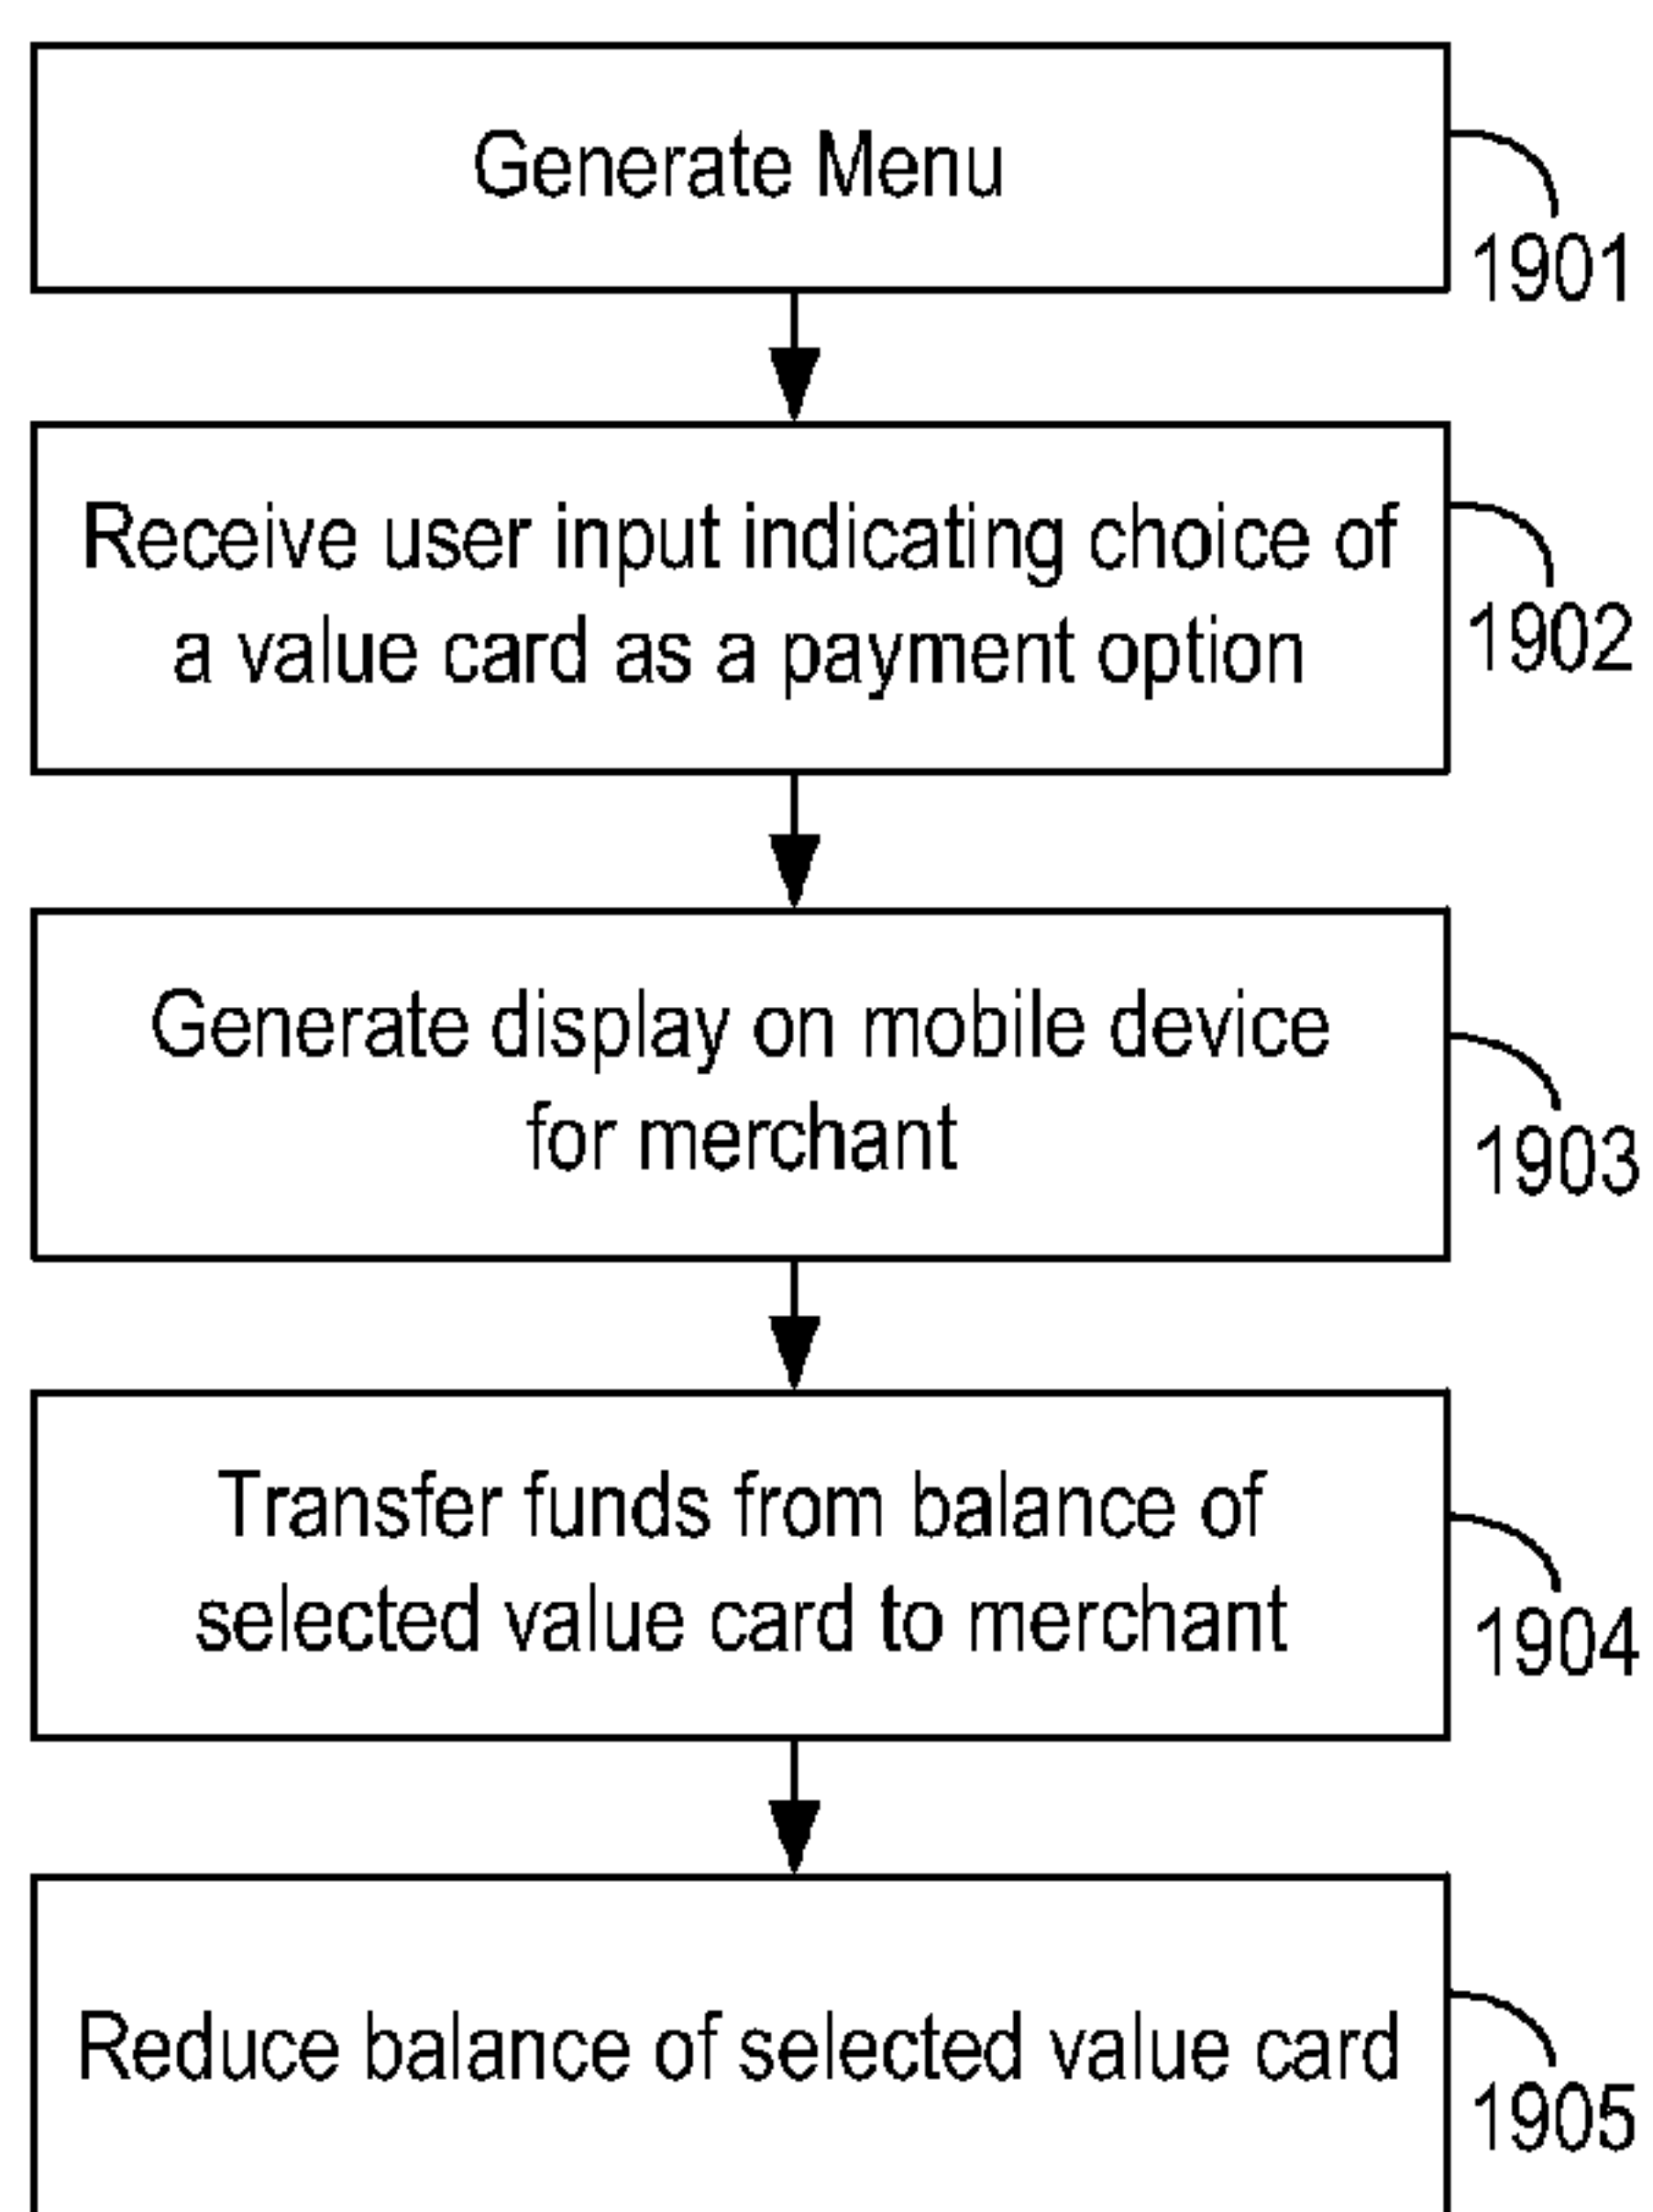 Generate Menu
1901
Receive user input indicating choice of
a value card as a payment option
1902
Generate display on mobile device
for merchant
1903
Transfer funds from balance of
selected value card to merchant
1904
Reduce balance of selected value card
1905